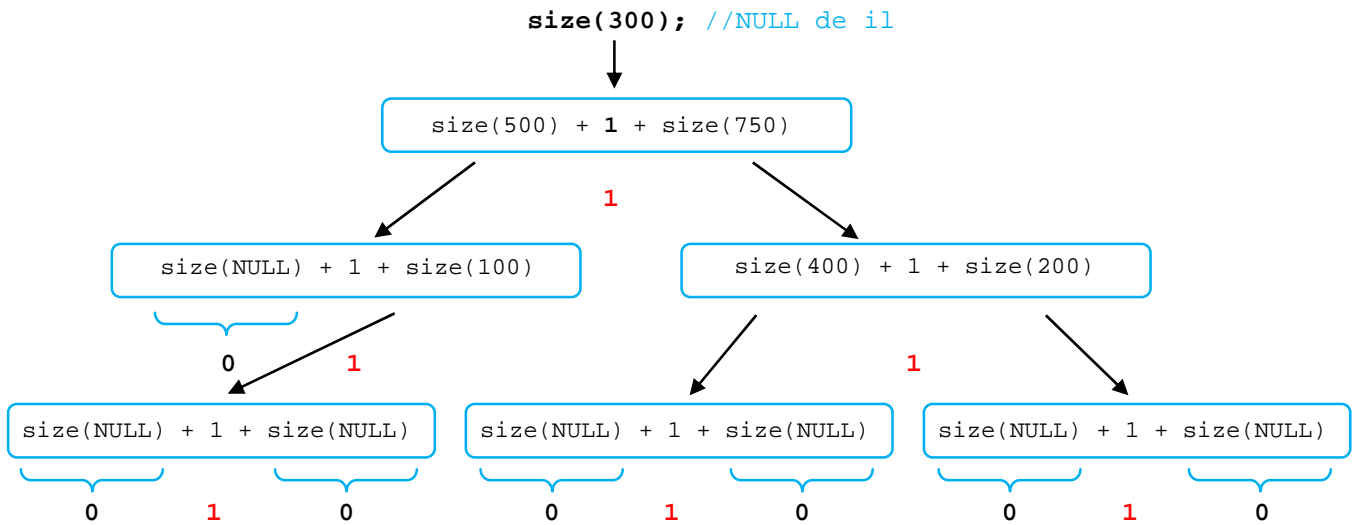 size(300); //NULL de il
size(500) + 1 + size(750)
1
size(NULL) + 1 + size(100)
size(400) + 1 + size(200)
0 1 1
size(NULL) + 1 + size(NULL)
size(NULL) + 1 + size(NULL)
size(NULL) + 1 + size(NULL)
0 1 0 0 1 0 0 1 0